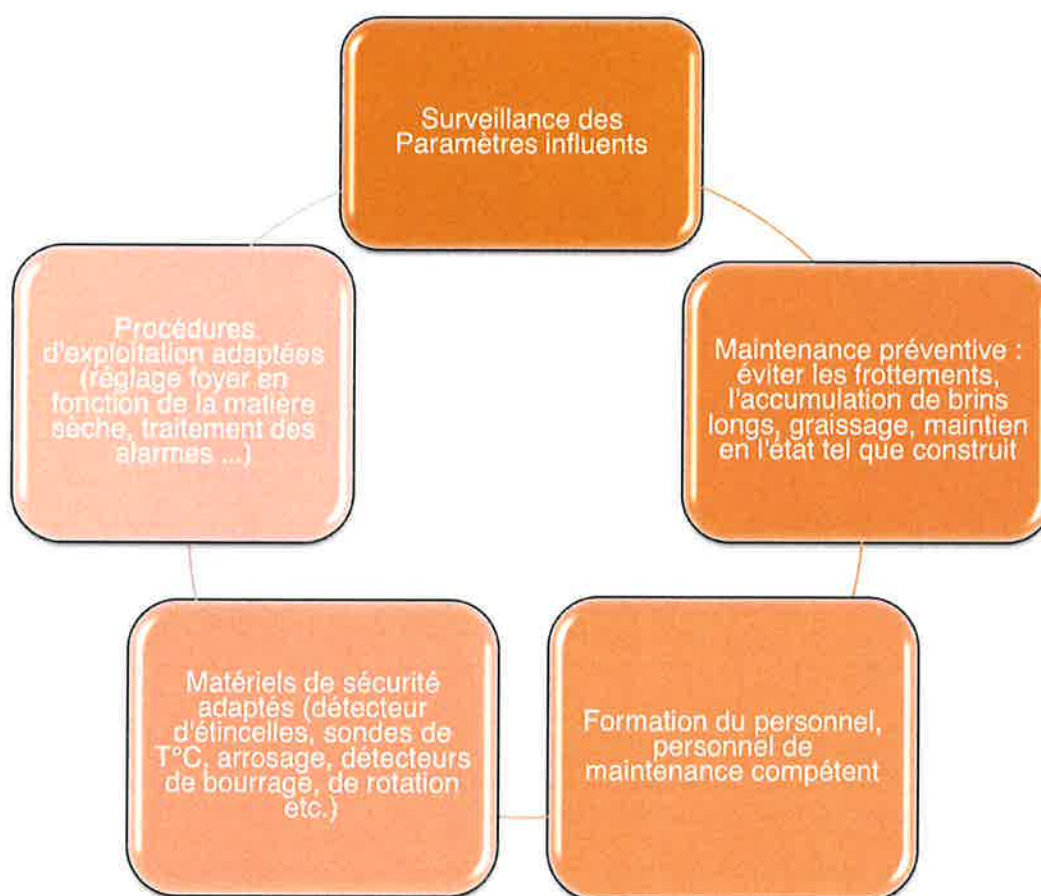 Surveillance des
Paramètres influents
Maintenance préventive :
éviter les frottements,
l'accumulation de brins
longs, graissage, maintien
en l'état tel que construit
Formation du personnel,
personnel de
maintenance compétent
Matériels de sécurité
adaptés (détecteur
d'étincelles, sondes de
T°C, arrosage, détecteurs
de bourrage, de rotation
etc.)
Procédures
d'exploitation adaptées
(réglage foyer en
fonction de la matière
sèche, traitement des
alarmes ...)